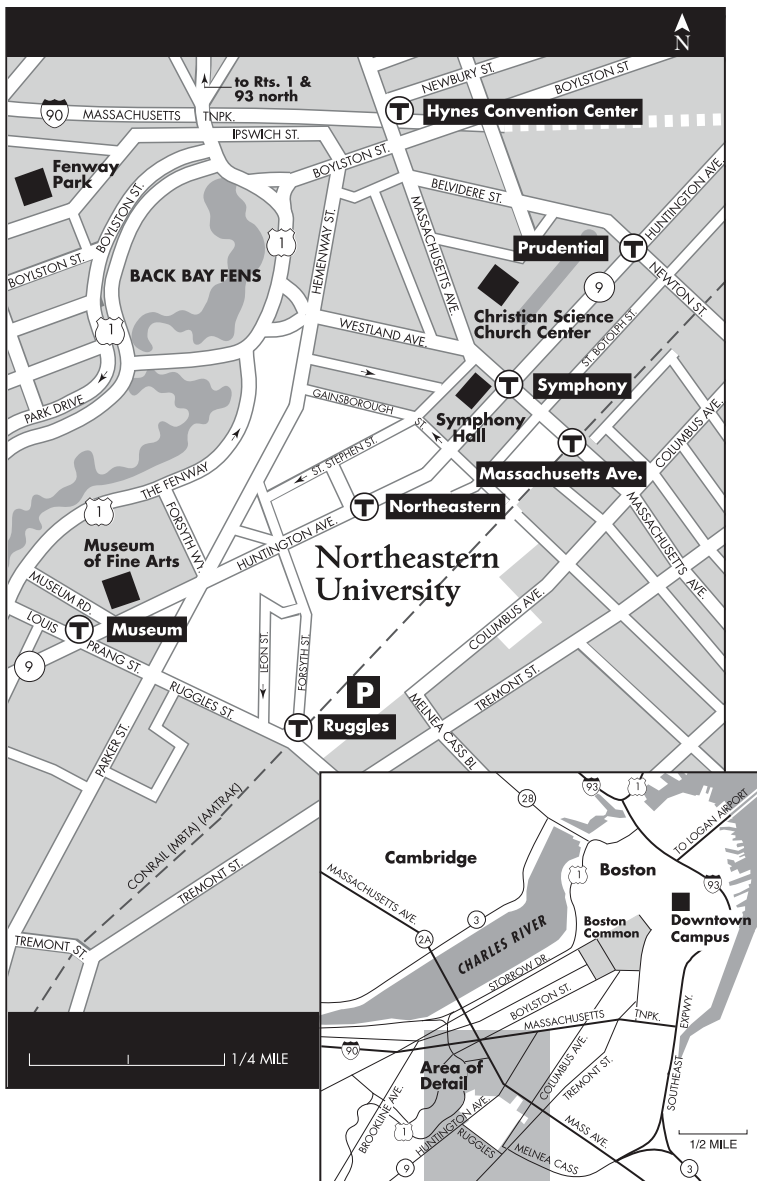 N
to Rts. 1 &
93 north
NEWBURY ST.
BOYLSTON ST
90
MASSACHUSETTS TNPK.
T
Hynes Convention Center
IPSWICH ST.
BOYLSTON ST.
Fenway
Park
BOYLSTON ST.
BELVIDERE ST.
HUNTINGTON AVE.
MASSACHUSETTS AVE.
HEMENWAY ST.
1
Prudential
T
BOYLSTON ST.
BACK BAY FENS
NEWTON ST.
9
Christian Science
Church Center
1
WESTLAND AVE.
ST. BOTOLPH ST.
T
Symphony
PARK DRIVE
GAINSBOROUGH
ST.
Symphony
Hall
COLUMBUS AVE.
T
Massachusetts Ave.
ST. STEPHEN ST.
THE FENWAY
1
T
Northeastern
FORSYTH WY.
HUNTINGTON AVE.
MASSACHUSETTS AVE.
Museum
of Fine Arts
Northeastern
University
MUSEUM RD.
COLUMBUS AVE.
LOUIS
PRANG ST.
T
Museum
9
LEON ST.
FORSYTH ST.
RUGGLES ST.
P
T
Ruggles
MELNEA CASS BL.
TREMONT ST.
PARKER ST.
CONRAIL (MBTA) (AMTRAK)
TREMONT ST.
TREMONT ST.
1/4 MILE
28
93
1
TO LOGAN AIRPORT
Cambridge
Boston
1
93
MASSACHUSETTS AVE.
3
2A
CHARLES RIVER
Boston
Common
Downtown
Campus
STORROW DR.
BOYLSTON ST.
MASSACHUSETTS TNPK.
90
Area of
Detail
COLUMBUS AVE.
TREMONT ST.
SOUTHEAST EXPWY.
BROOKLINE AVE.
1
HUNTINGTON AVE.
RUGGLES
MASS AVE.
MELNEA CASS
9
3
1/2 MILE